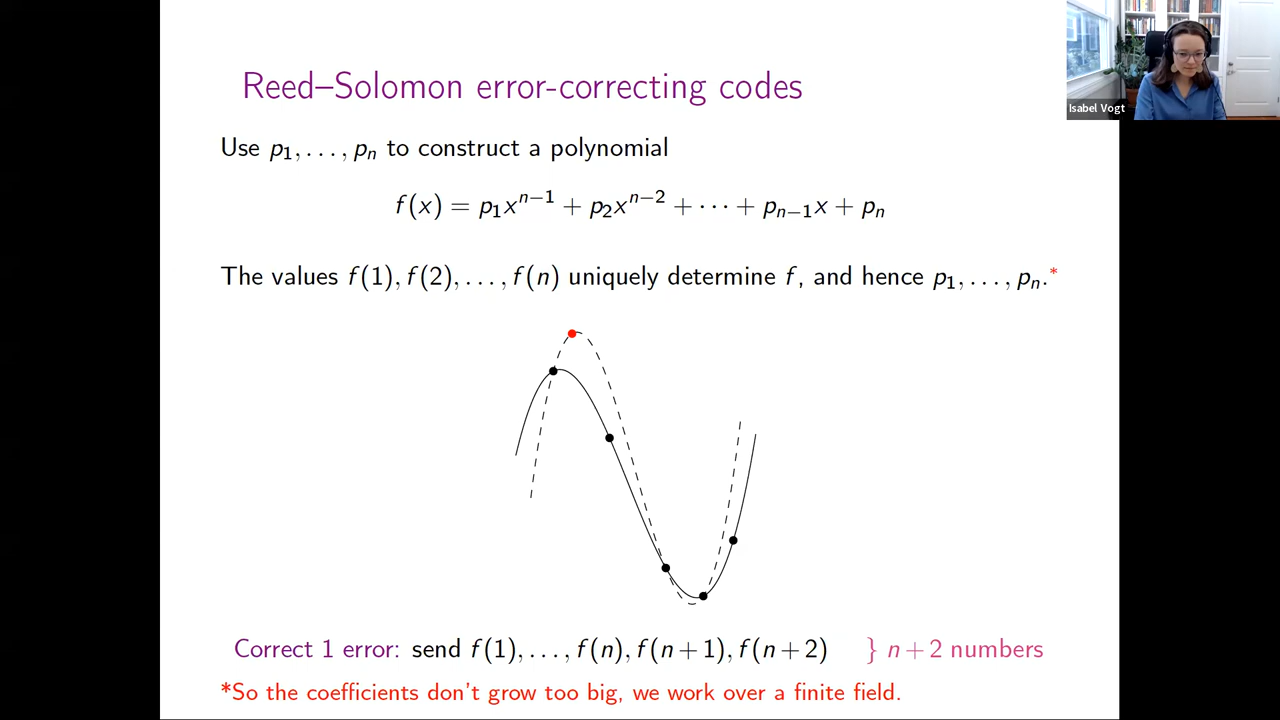 Reed–Solomon error-correcting codes
Isabel Vogt
Use p₁, . . . , pₙ to construct a polynomial
f(x) = p₁xⁿ⁻¹ + p₂xⁿ⁻² + · · · + pₙ₋₁x + pₙ
The values f(1), f(2), . . . , f(n) uniquely determine f, and hence p₁, . . . , pₙ.*
Correct 1 error: send f(1), . . . , f(n), f(n + 1), f(n + 2) } n + 2 numbers
*So the coefficients don't grow too big, we work over a finite field.